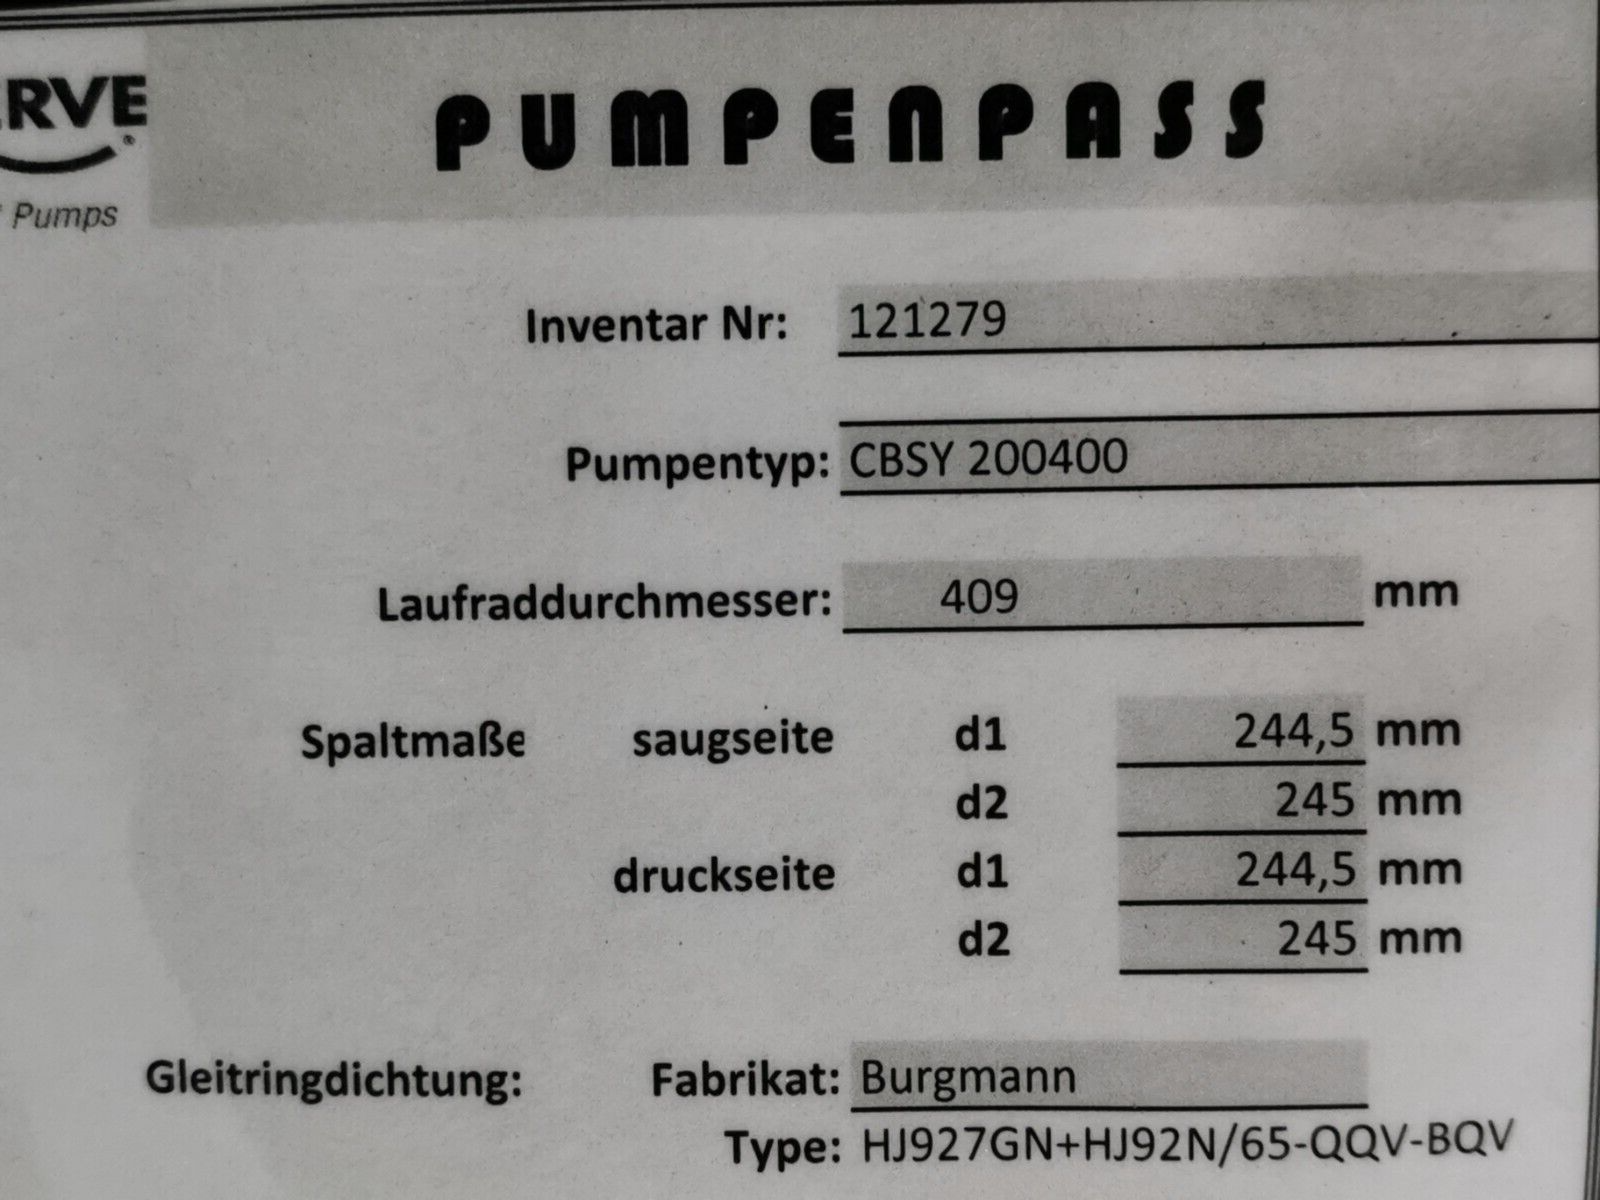 RVE®
Pumps
PUMPENPASS
Inventar Nr: 121279
Pumpentyp: CBSY 200400
Laufraddurchmesser: 409 mm
Spaltmaße saugseite d1 244,5 mm
d2 245 mm
druckseite d1 244,5 mm
d2 245 mm
Gleitringdichtung: Fabrikat: Burgmann
Type: HJ927GN+HJ92N/65-QQV-BQV